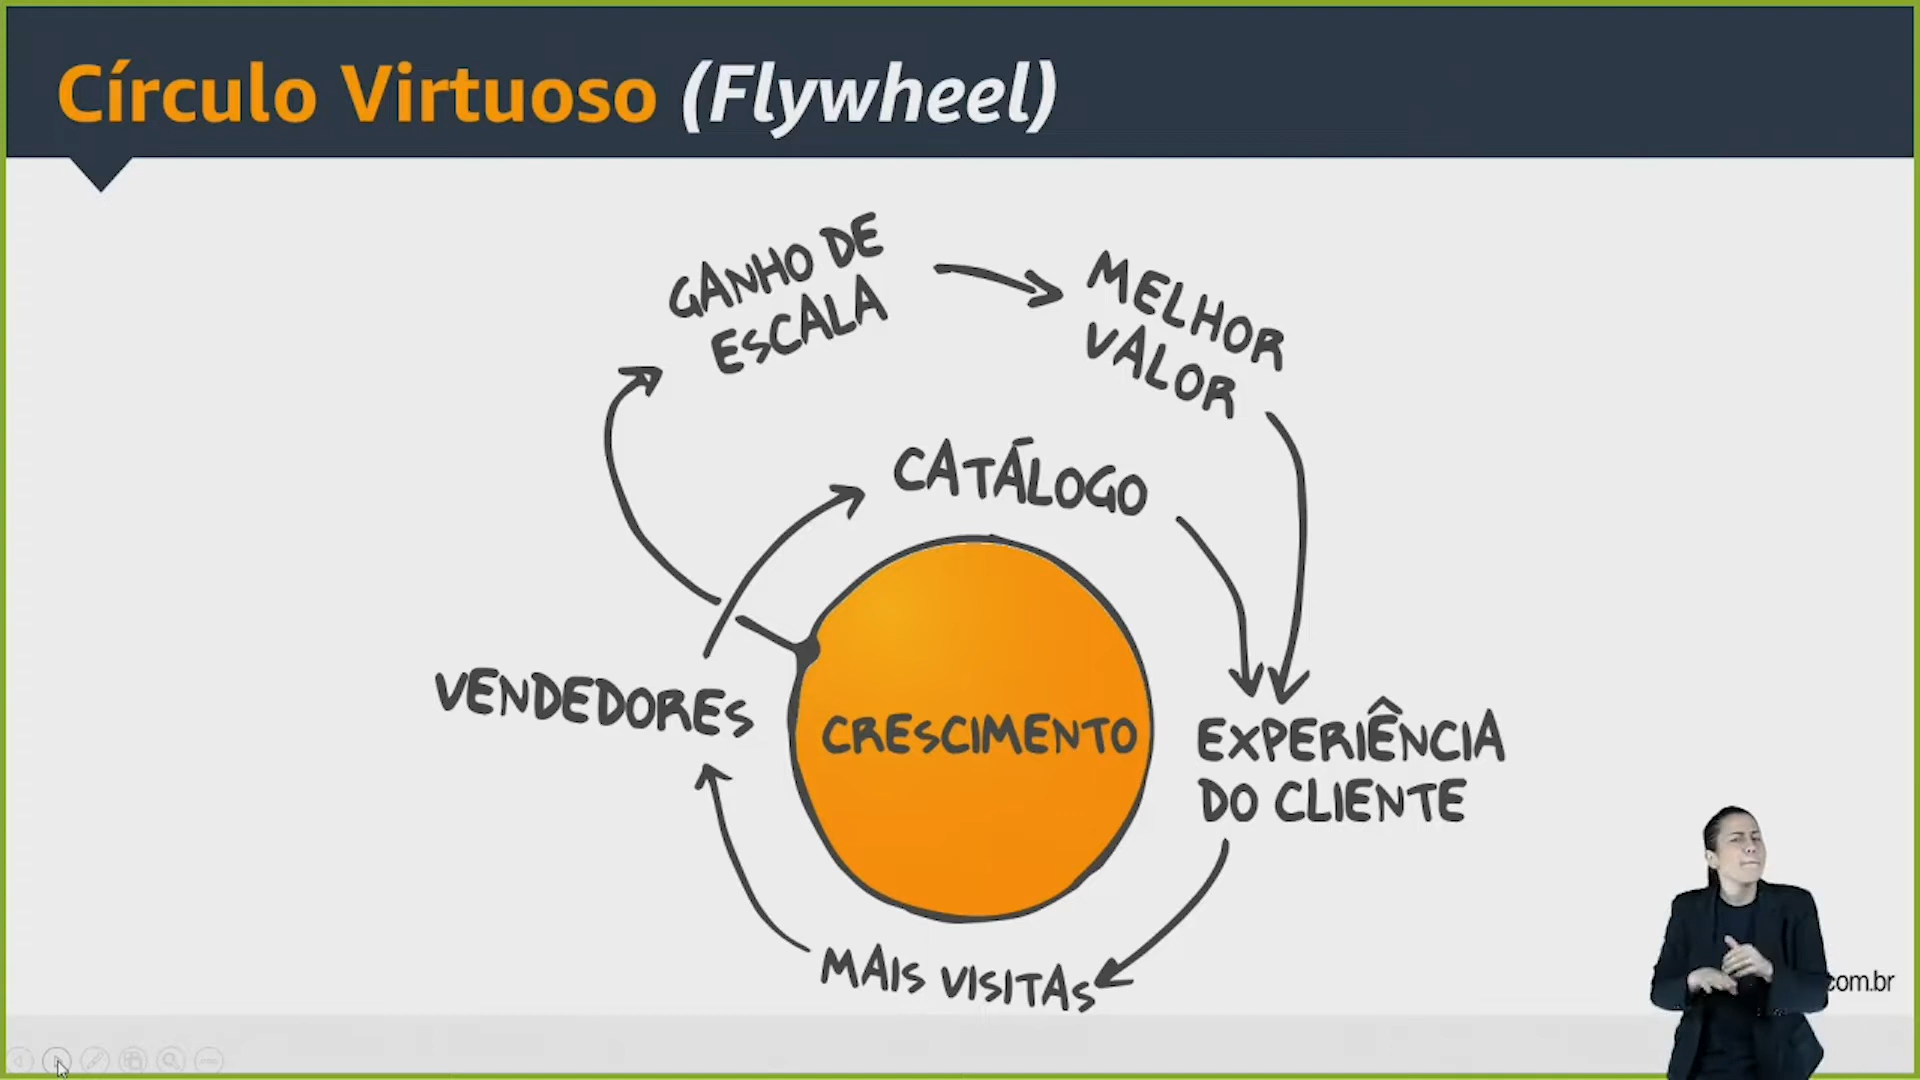 Círculo Virtuoso (Flywheel)
GANHO DE
ESCALA
MELHOR
VALOR
CATÁLOGO
VENDEDORES
CRESCIMENTO
EXPERIÊNCIA
DO CLIENTE
MAIS VISITAS
com.br